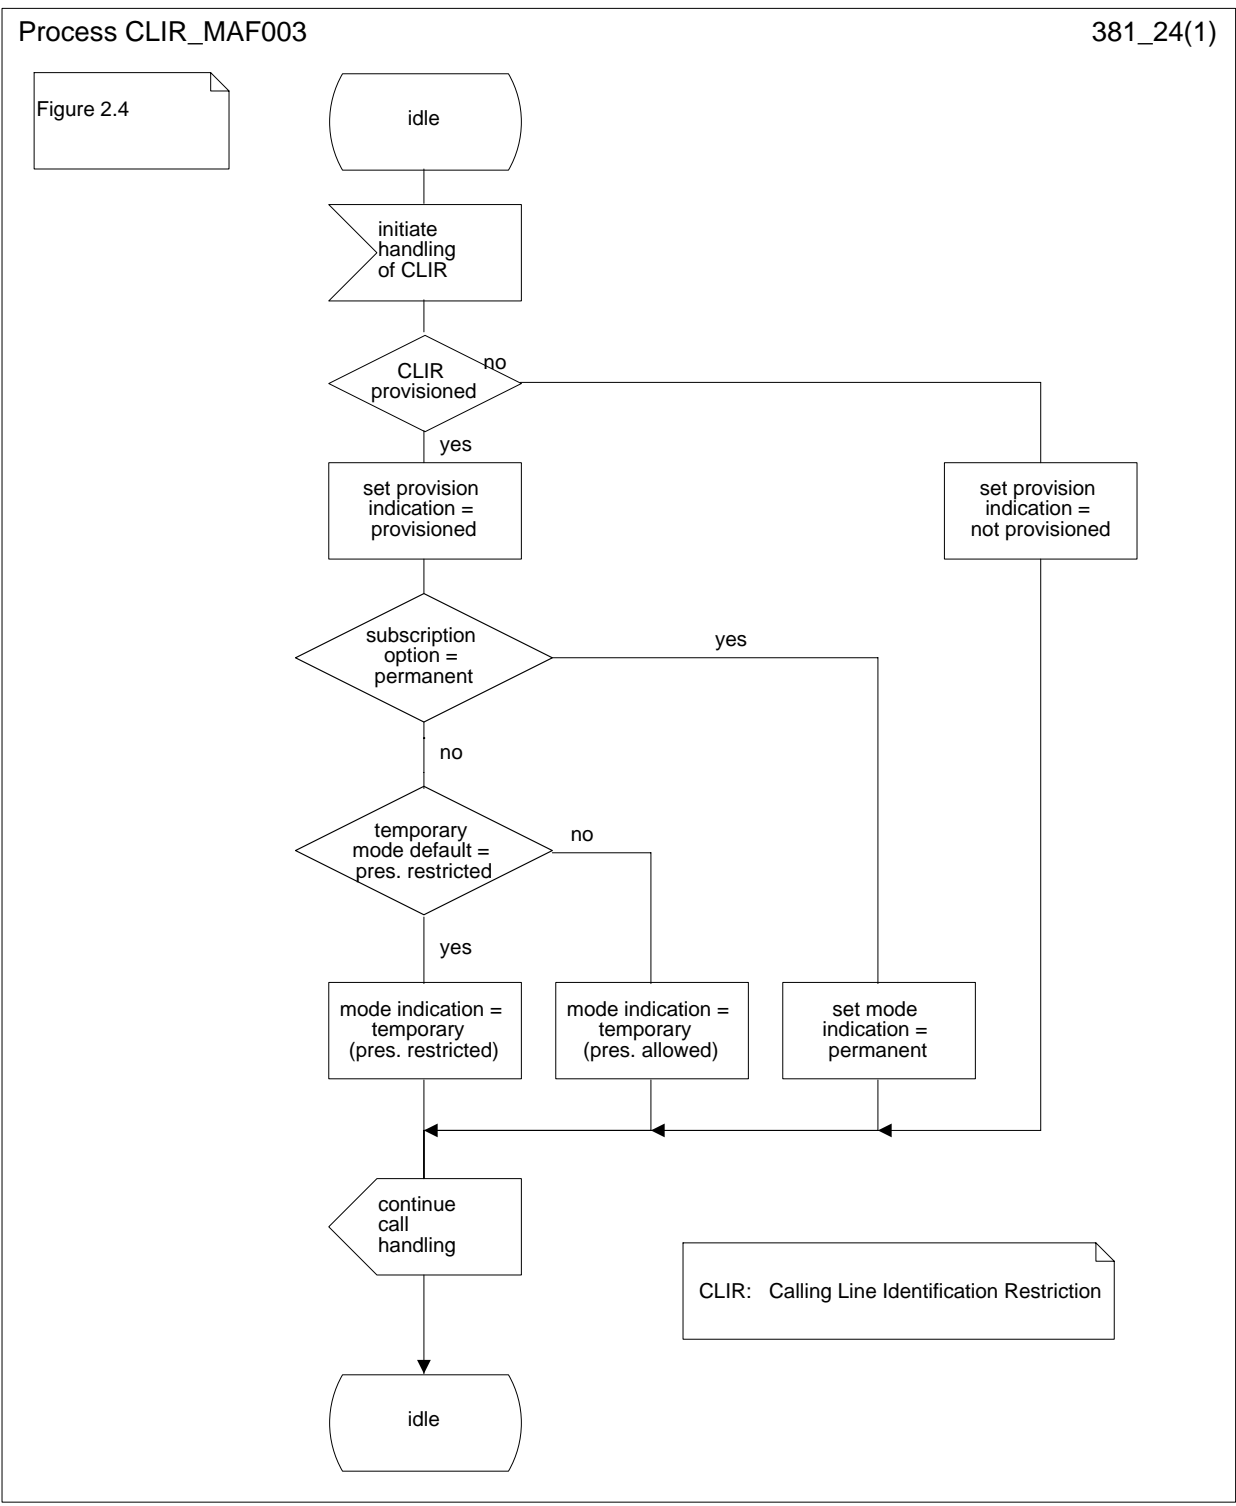 Process CLIR_MAF003
381_24(1)
Figure 2.4
idle
initiate
handling
of CLIR
CLIR
provisioned
no
yes
set provision
indication =
provisioned
set provision
indication =
not provisioned
subscription
option =
permanent
yes
no
temporary
mode default =
pres. restricted
no
yes
mode indication =
temporary
(pres. restricted)
mode indication =
temporary
(pres. allowed)
set mode
indication =
permanent
continue
call
handling
CLIR: Calling Line Identification Restriction
idle